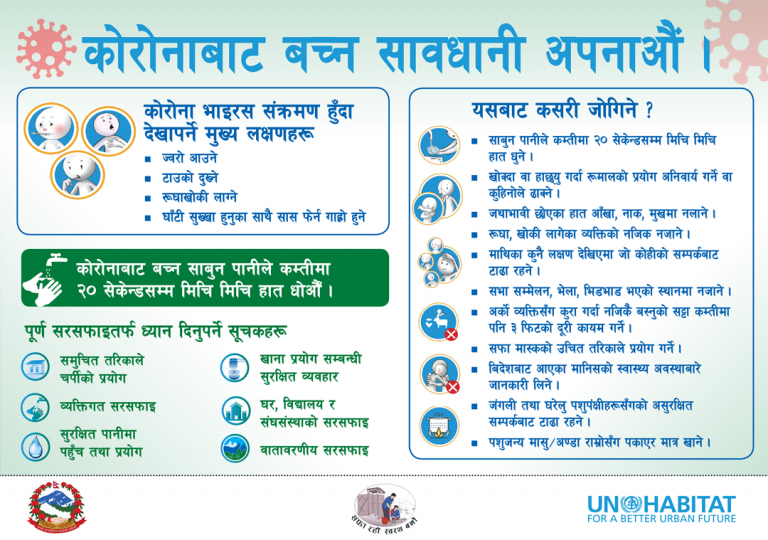 कोरोनाबाट बच्न सावधानी अपनाऔं ।
कोरोना भाइरस संक्रमण हुँदा
देखापर्ने मुख्य लक्षणहरू
ज्वरो आउने
टाउको दुख्ने
रूघाखोकी लाग्ने
घाँटी सुख्खा हुनुका साथै सास फेर्न गाह्रो हुने
कोरोनाबाट बच्न साबुन पानीले कम्तीमा
२० सेकेन्डसम्म मिचि मिचि हात धोऔँ ।
पूर्ण सरसफाइतर्फ ध्यान दिनुपर्ने सूचकहरू
समुचित तरिकाले
चर्पीको प्रयोग
व्यक्तिगत सरसफाइ
सुरक्षित पानीमा
पहुँच तथा प्रयोग
खाना प्रयोग सम्बन्धी
सुरक्षित व्यवहार
घर, विद्यालय र
संघसंस्थाको सरसफाइ
वातावरणीय सरसफाइ
यसबाट कसरी जोगिने ?
साबुन पानीले कम्तीमा २० सेकेन्डसम्म मिचि मिचि
हात धुने ।
खोक्दा वा हाछ्यु गर्दा रूमालको प्रयोग अनिवार्य गर्ने वा
कुहिनोले ढाक्ने ।
जथाभावी छोएका हात आँखा, नाक, मुखमा नलाने ।
रूघा, खोकी लागेका व्यक्तिको नजिक नजाने ।
माथिका कुनै लक्षण देखिएमा जो कोहीको सम्पर्कबाट
टाढा रहने ।
सभा सम्मेलन, भेला, भिडभाड भएको स्थानमा नजाने ।
अर्को व्यक्तिसँग कुरा गर्दा नजिकै बस्नुको सट्टा कम्तीमा
पनि ३ फिटको दूरी कायम गर्ने ।
सफा मास्कको उचित तरिकाले प्रयोग गर्ने ।
बिदेशबाट आएका मानिसको स्वास्थ्य अवस्थाबारे
जानकारी लिने ।
जंगली तथा घरेलु पशुपंक्षीहरूसँगको असुरक्षित
सम्पर्कबाट टाढा रहने ।
पशुजन्य मासु/अण्डा राम्रोसँग पकाएर मात्र खाने ।
सफा रहौं स्वस्थ बनौं
UN HABITAT
FOR A BETTER URBAN FUTURE